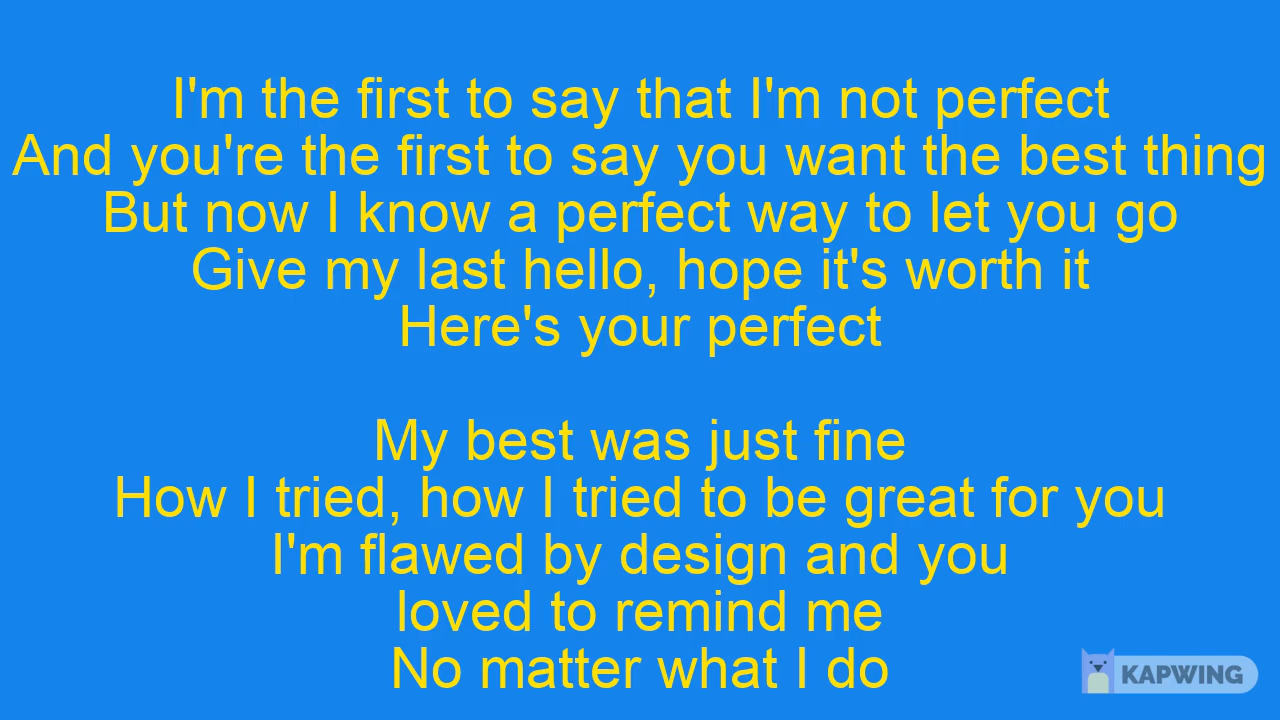 I'm the first to say that I'm not perfect
And you're the first to say you want the best thing
But now I know a perfect way to let you go
Give my last hello, hope it's worth it
Here's your perfect
My best was just fine
How I tried, how I tried to be great for you
I'm flawed by design and you
loved to remind me
No matter what I do
KAPWING